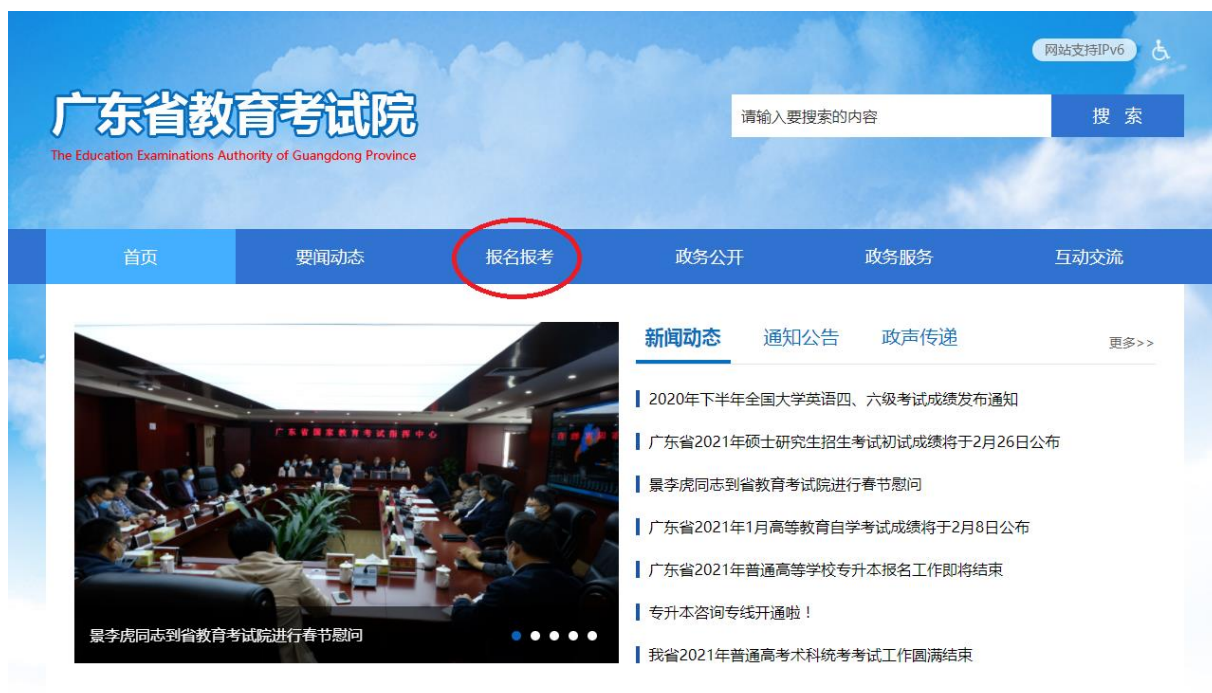 网站支持IPv6
广东省教育考试院
The Education Examinations Authority of Guangdong Province
请输入要搜索的内容
搜 索
首页 要闻动态 报名报考 政务公开 政务服务 互动交流
新闻动态 通知公告 政声传递 更多>>
2020年下半年全国大学英语四、六级考试成绩发布通知
广东省2021年硕士研究生招生考试初试成绩将于2月26日公布
景李虎同志到省教育考试院进行春节慰问
广东省2021年1月高等教育自学考试成绩将于2月8日公布
广东省2021年普通高等学校专升本报名工作即将结束
专升本咨询专线开通啦！
我省2021年普通高考术科统考考试工作圆满结束
广东省国家教育考试指挥中心
景李虎同志到省教育考试院进行春节慰问